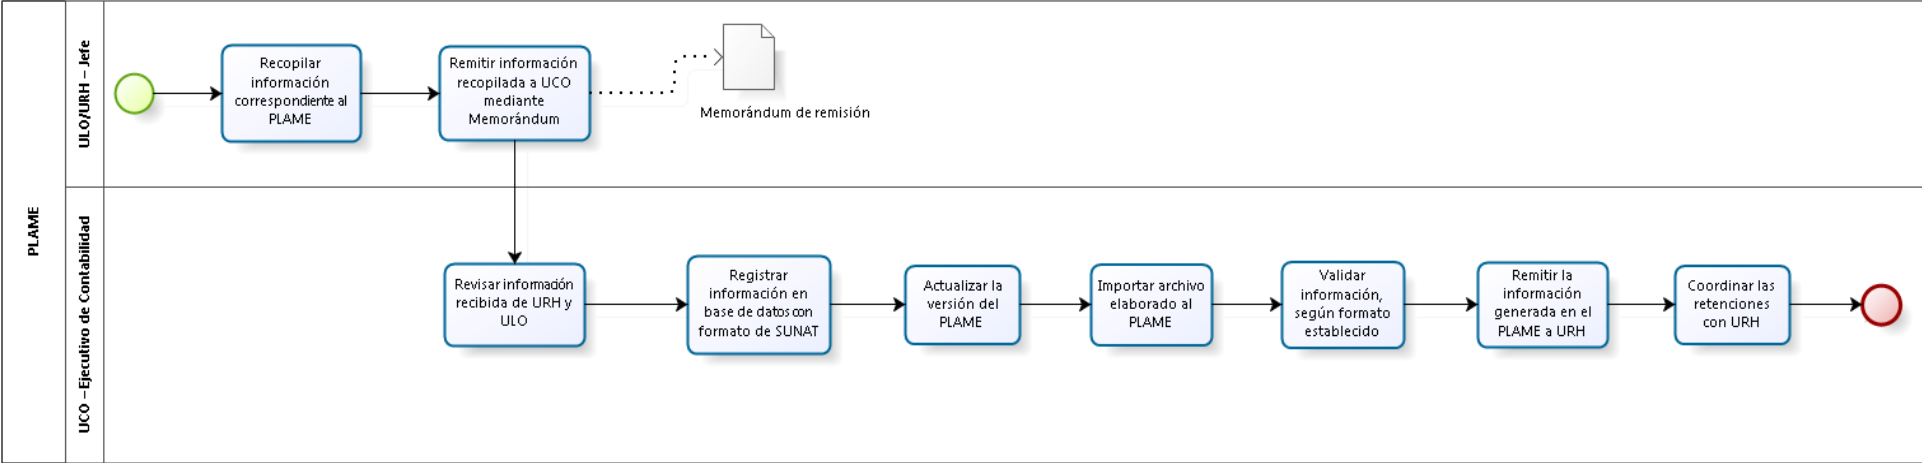 PLAME
ULO/URH – Jefe
Recopilar
información
correspondiente al
PLAME
Remitir información
recopilada a UCO
mediante
Memorándum
Memorándum de remisión
UCO – Ejecutivo de Contabilidad
Revisar información
recibida de URH y
ULO
Registrar
información en
base de datos con
formato de SUNAT
Actualizar la
versión del
PLAME
Importar archivo
elaborado al
PLAME
Validar
información,
según formato
establecido
Remitir la
información
generada en el
PLAME a URH
Coordinar las
retenciones
con URH